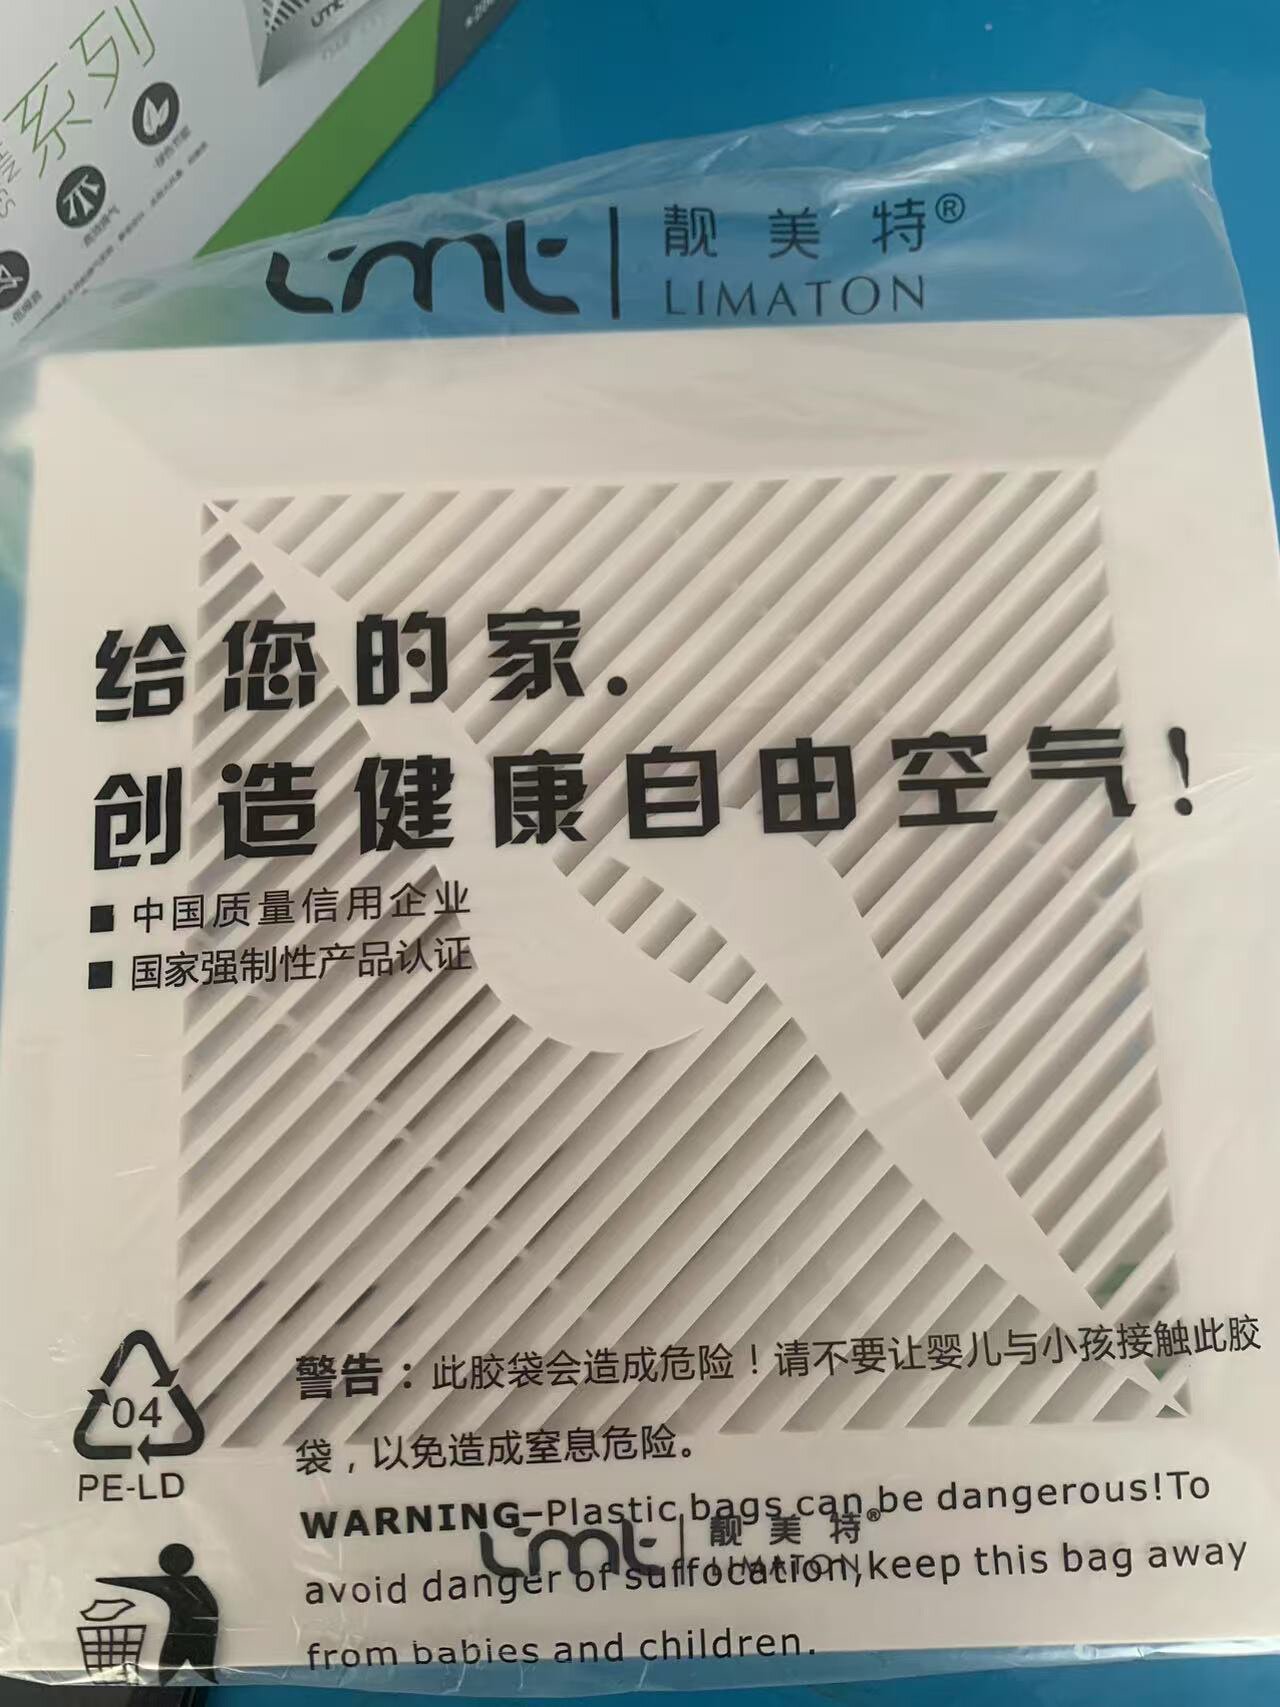 系列
Limt | 靓美特®
LIMATON
给您的家.
创造健康自由空气!
■ 中国质量信用企业
■ 国家强制性产品认证
警告：此胶袋会造成危险！请不要让婴儿与小孩接触此胶
袋，以免造成窒息危险。
04
PE-LD
WARNING-Plastic bags can be dangerous!To
avoid danger of suffocation,keep this bag away
from babies and children.
Limt | 靓美特®
LIMATON